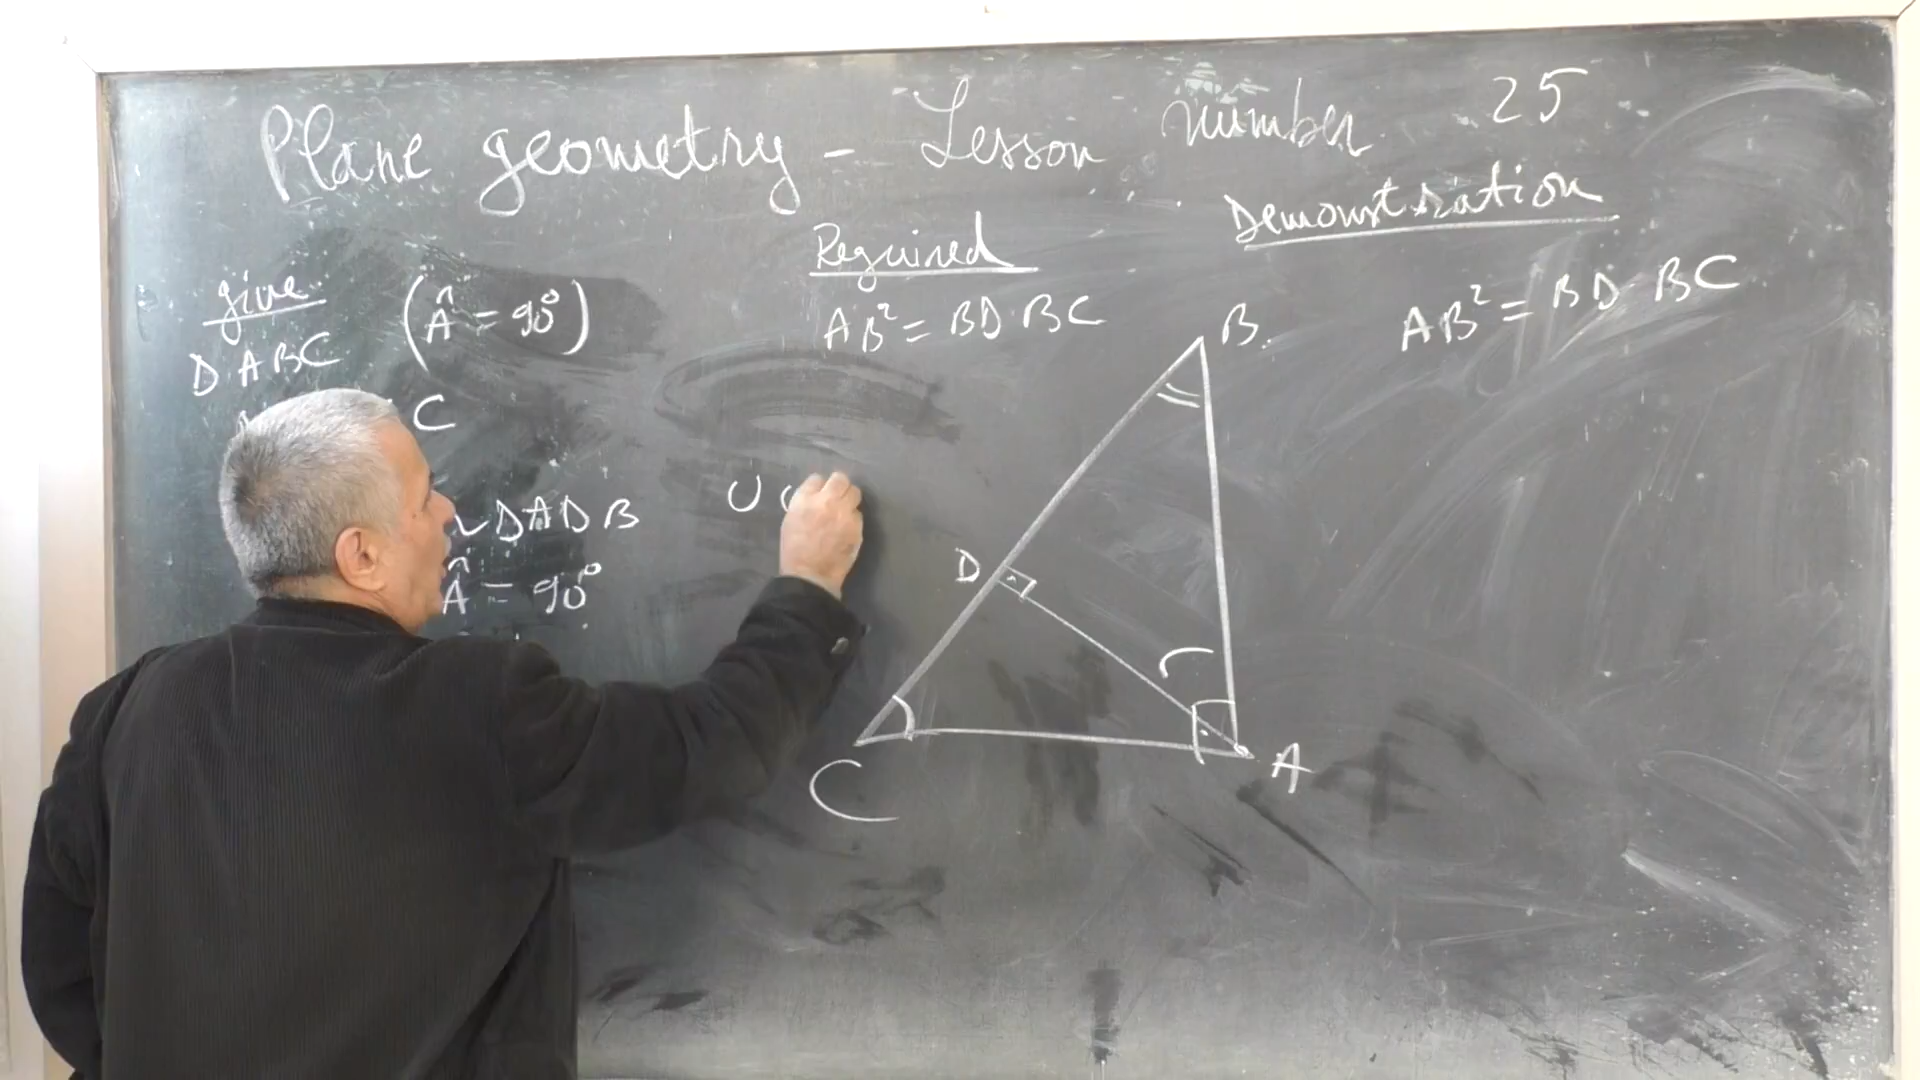 Plane geometry - Lesson number 25
give
D ABC (Â = 90°)
C
~ DADB
Â = 90°
Required
AB² = BD·BC
Demonstration
AB² = BD·BC
U
B
D
C
A